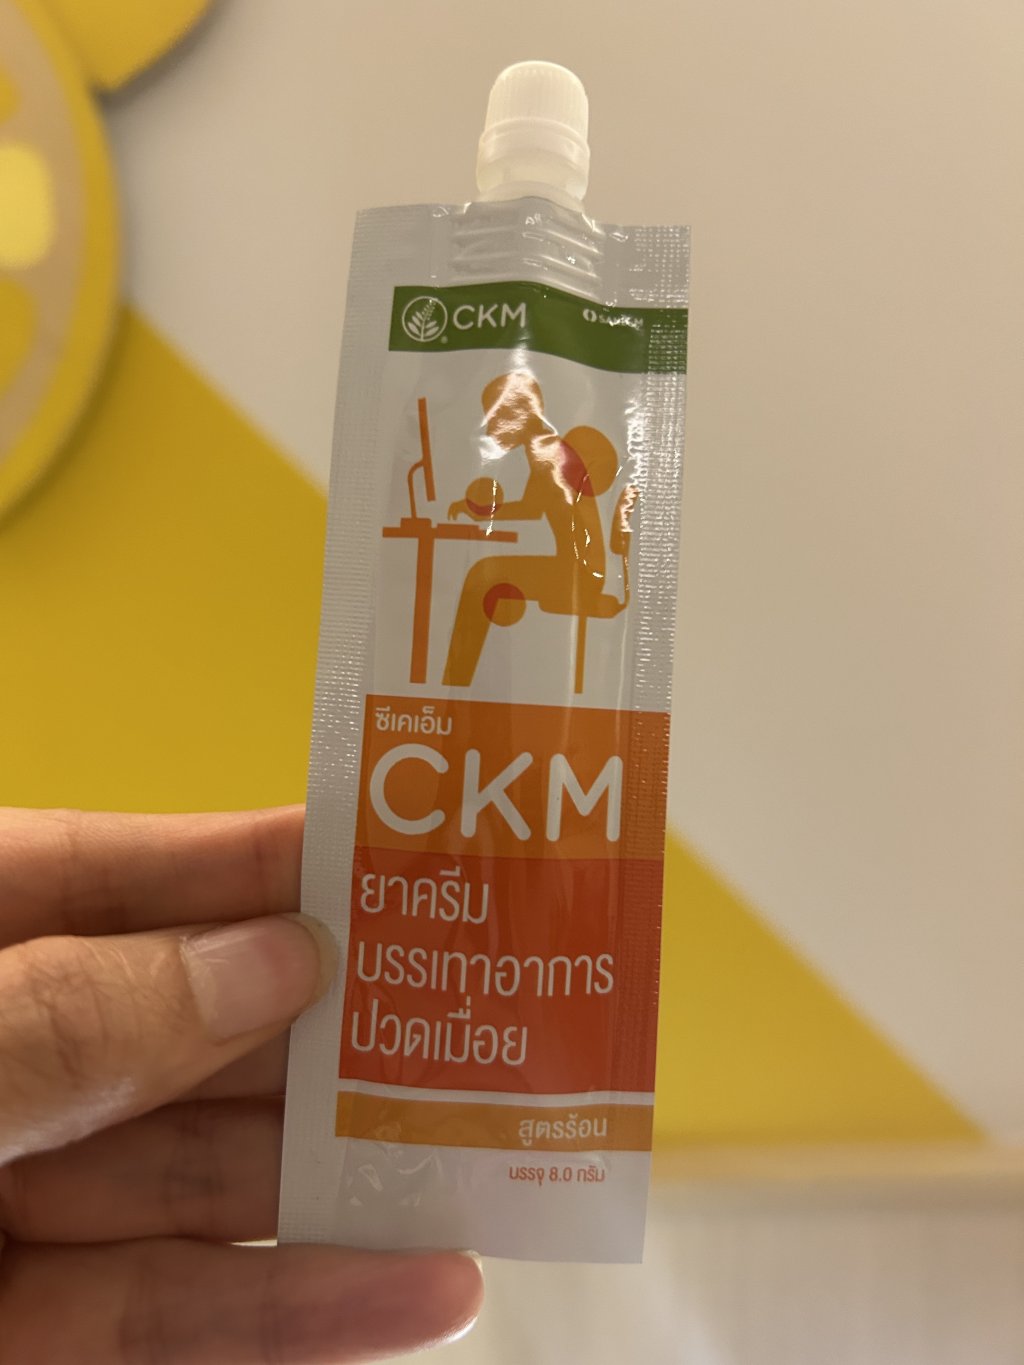 CKM
ซีเคเอ็ม
CKM
ยาครีม
บรรเทาอาการ
ปวดเมื่อย
สูตรร้อน
บรรจุ 8.0 กรัม